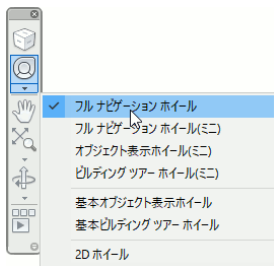 フル ナビゲーション ホイール
フル ナビゲーション ホイール(ミニ)
オブジェクト表示ホイール(ミニ)
ビルディング ツアー ホイール(ミニ)
基本オブジェクト表示ホイール
基本ビルディング ツアー ホイール
2D ホイール